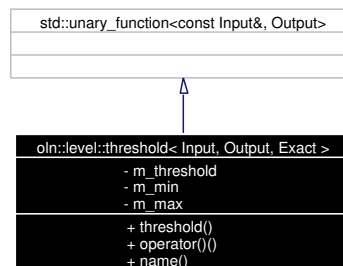 std::unary_function<const Input&, Output>
oln::level::threshold< Input, Output, Exact >
- m_threshold
- m_min
- m_max
+ threshold()
+ operator()()
+ name()